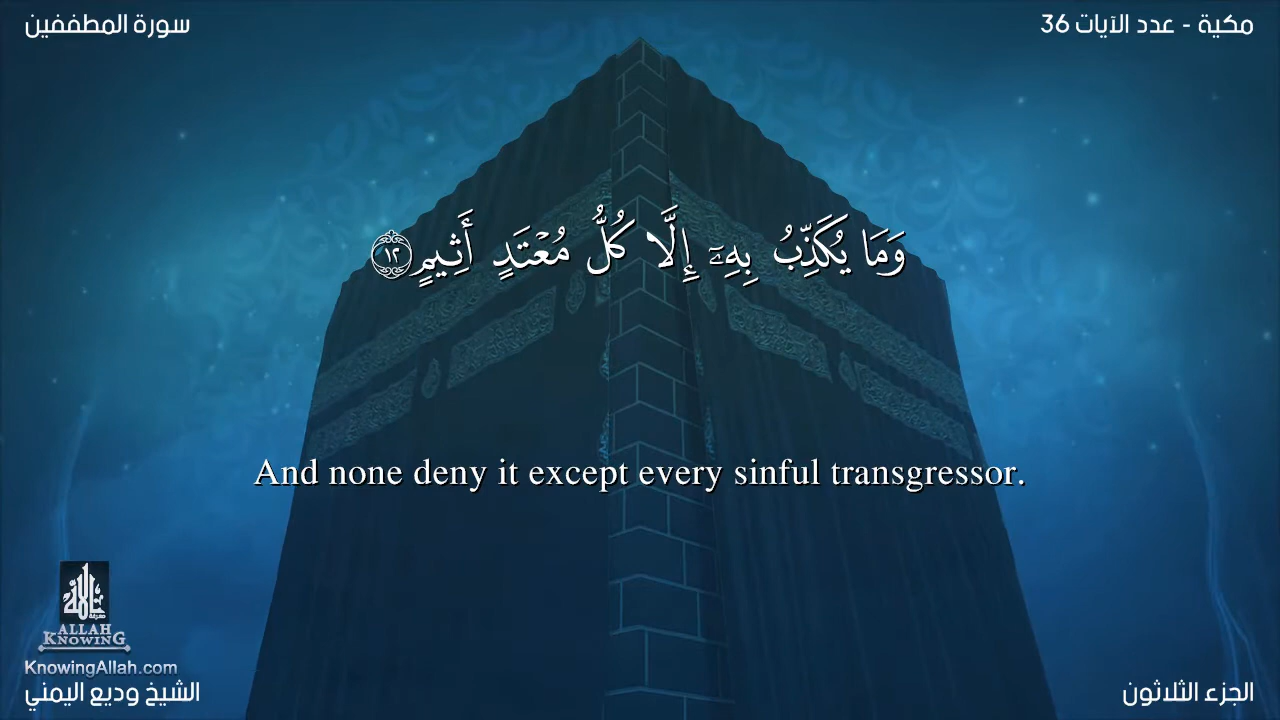 مكية - عدد الآيات 36
سورة المطففين
وَمَا يُكَذِّبُ بِهِۦٓ إِلَّا كُلُّ مُعۡتَدٍ أَثِيمٍ ١٢
And none deny it except every sinful transgressor.
ALLAH
KNOWING
KnowingAllah.com
الجزء الثلاثون
الشيخ وديع اليمني